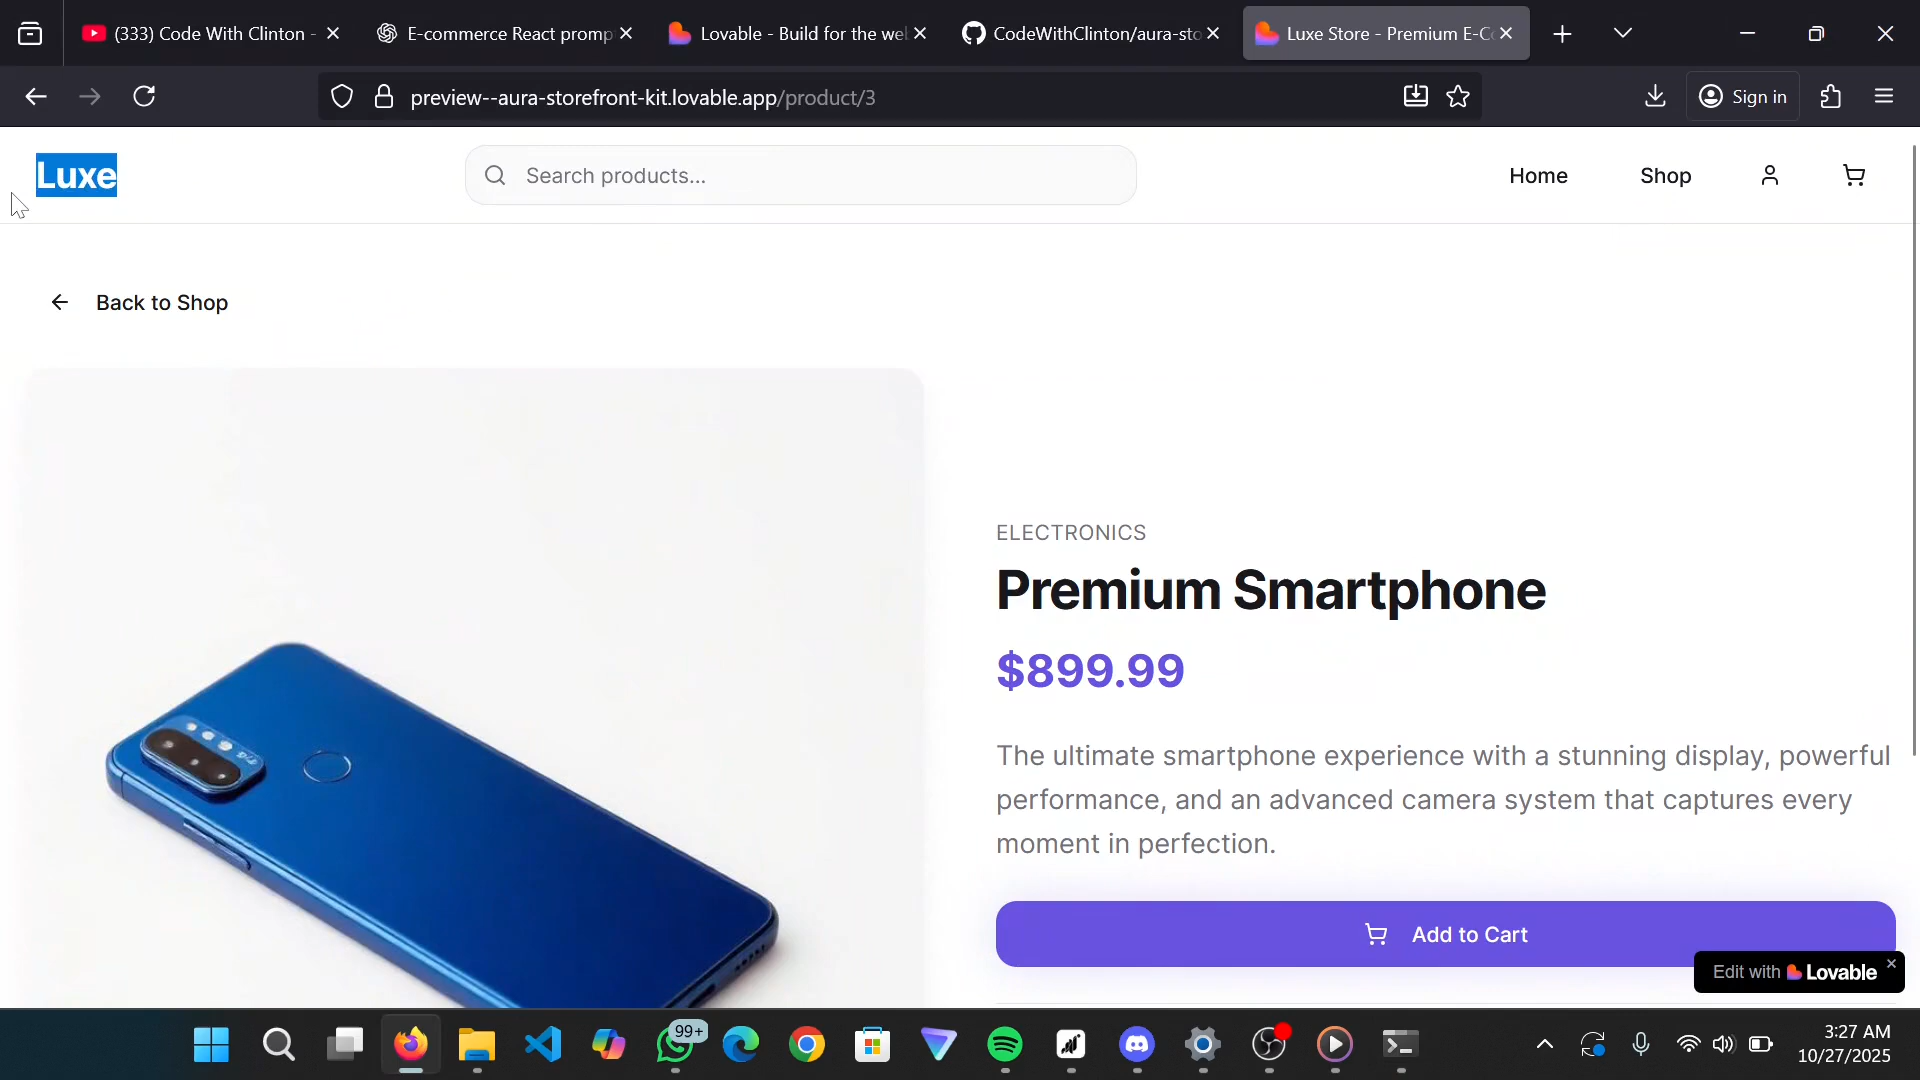 (333) Code With Clinton -
E-commerce React promp
Lovable - Build for the we
CodeWithClinton/aura-sto
Luxe Store - Premium E-Co
preview--aura-storefront-kit.lovable.app/product/3
Sign in
Luxe
Search products...
Home
Shop
Back to Shop
ELECTRONICS
Premium Smartphone
$899.99
The ultimate smartphone experience with a stunning display, powerful
performance, and an advanced camera system that captures every
moment in perfection.
Add to Cart
Edit with Lovable
99+
3:27 AM
10/27/2025